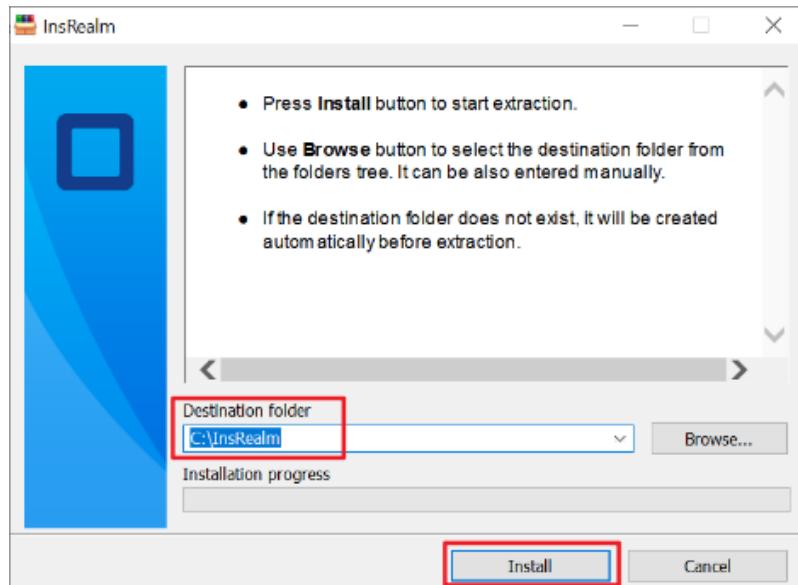 InsRealm
● Press Install button to start extraction.
● Use Browse button to select the destination folder from
the folders tree. It can be also entered manually.
● If the destination folder does not exist, it will be created
automatically before extraction.
Destination folder
C:\InsRealm
Browse...
Installation progress
Install
Cancel